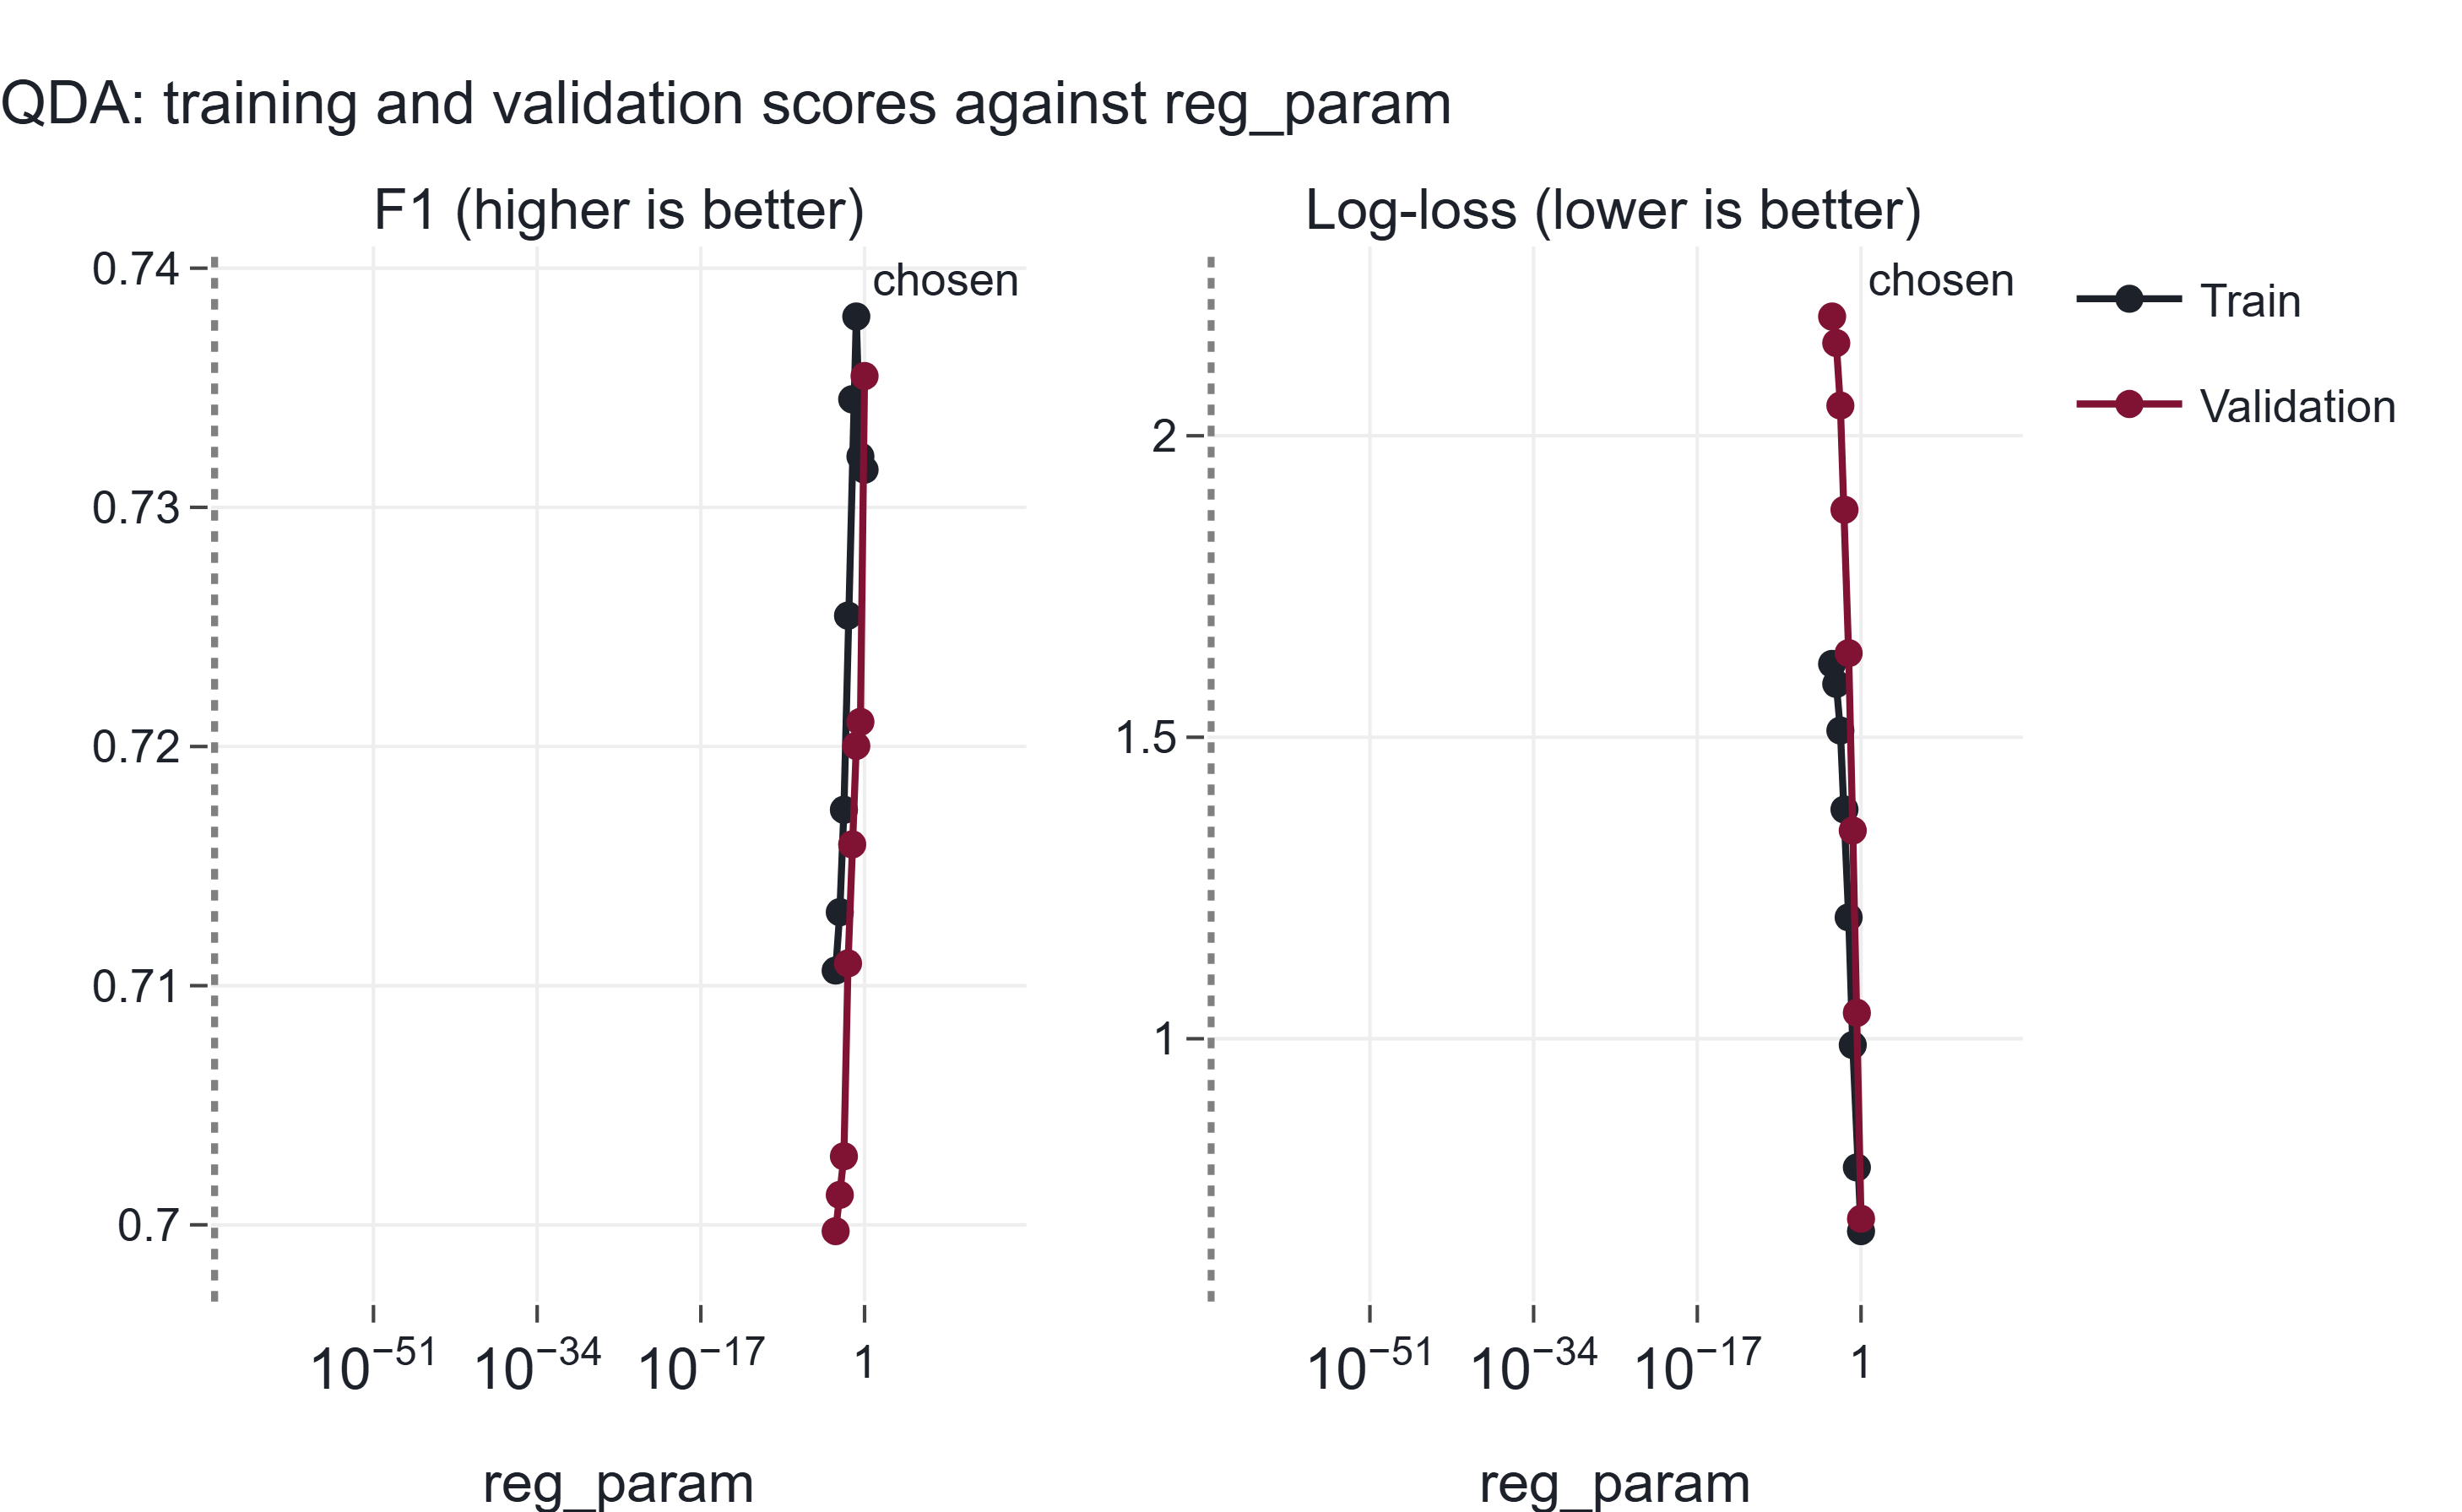 QDA: training and validation scores against reg_param
F1 (higher is better)
Log-loss (lower is better)
chosen
chosen
Train
Validation
0.74
0.73
0.72
0.71
0.7
2
1.5
1
10⁻⁵¹ 10⁻³⁴ 10⁻¹⁷ 1
10⁻⁵¹ 10⁻³⁴ 10⁻¹⁷ 1
reg_param
reg_param